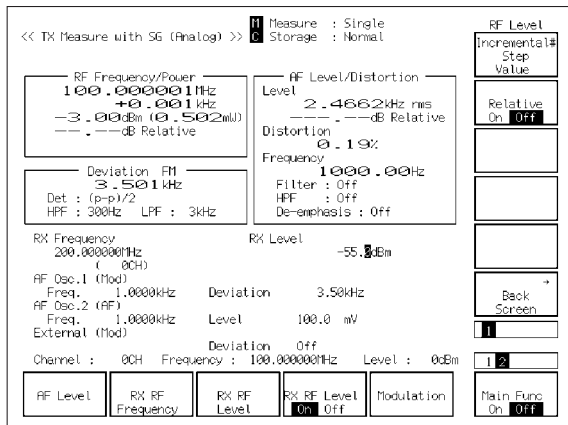 << TX Measure with SG (Analog) >>
M Measure : Single
C Storage : Normal
RF Level
Incremental#
Step
Value
RF Frequency/Power
100.000001MHz
+0.001kHz
-3.00dBm (0.502mW)
--.--dB Relative
AF Level/Distortion
Level
2.4662kHz rms
---.--dB Relative
Distortion
0.19%
Frequency
1000.00Hz
Filter : Off
HPF : Off
De-emphasis : Off
Relative
On Off
Deviation FM
3.501kHz
Det : (p-p)/2
HPF : 300Hz LPF : 3kHz
RX Frequency
200.000000MHz
( 0CH)
RX Level
-55.0dBm
AF Osc.1 (Mod)
Freq. 1.0000kHz Deviation 3.50kHz
AF Osc.2 (AF)
Freq. 1.0000kHz Level 100.0 mV
External (Mod)
Deviation Off
Channel : 0CH Frequency : 100.000000MHz Level : 0dBm
→
Back
Screen
1
1 2
AF Level
RX RF
Frequency
RX RF
Level
RX RF Level
On Off
Modulation
Main Func
On Off